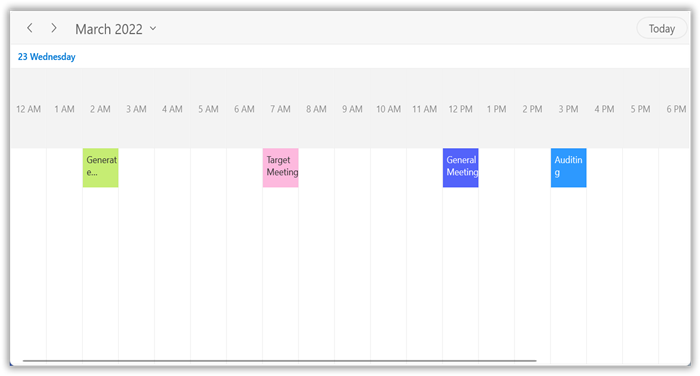 March 2022
Today
23 Wednesday
12 AM 1 AM 2 AM 3 AM 4 AM 5 AM 6 AM 7 AM 8 AM 9 AM 10 AM 11 AM 12 PM 1 PM 2 PM 3 PM 4 PM 5 PM 6 PM
Generat
e...
Target
Meeting
General
Meeting
Auditin
g